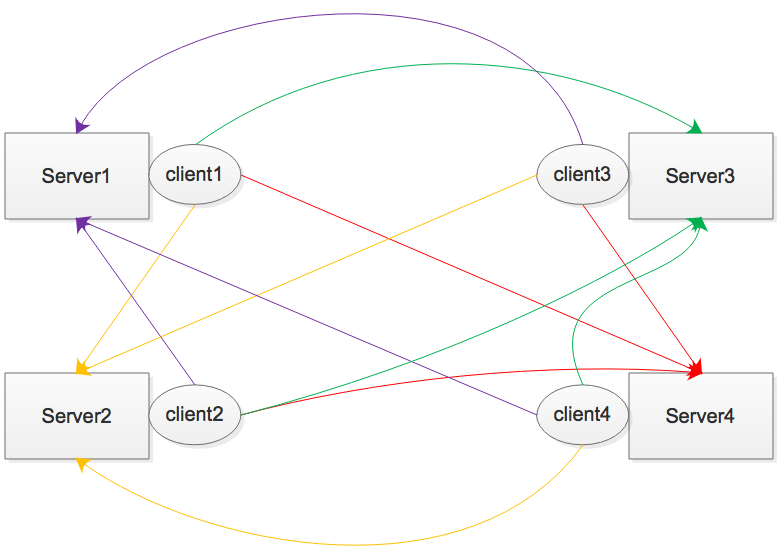 Server1
client1
client3
Server3
Server2
client2
client4
Server4